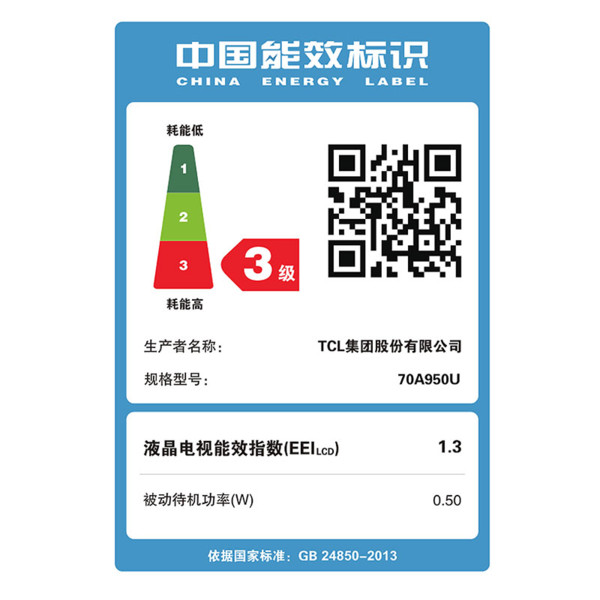 中国能效标识
CHINA ENERGY LABEL
耗能低
1
2
3
3级
耗能高
生产者名称: TCL集团股份有限公司
规格型号: 70A950U
液晶电视能效指数(EEILCD) 1.3
被动待机功率(W) 0.50
依据国家标准: GB 24850-2013